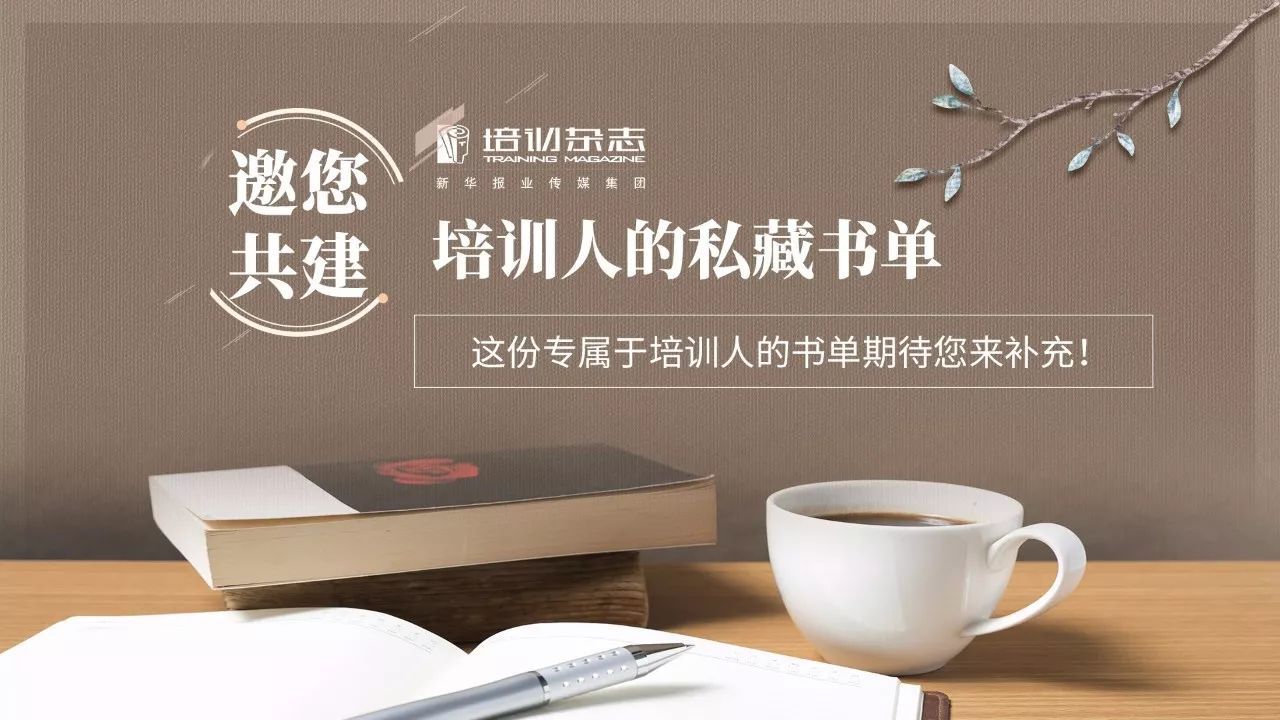 邀您
共建
培训杂志
TRAINING MAGAZINE
新华报业传媒集团
培训人的私藏书单
这份专属于培训人的书单期待您来补充！